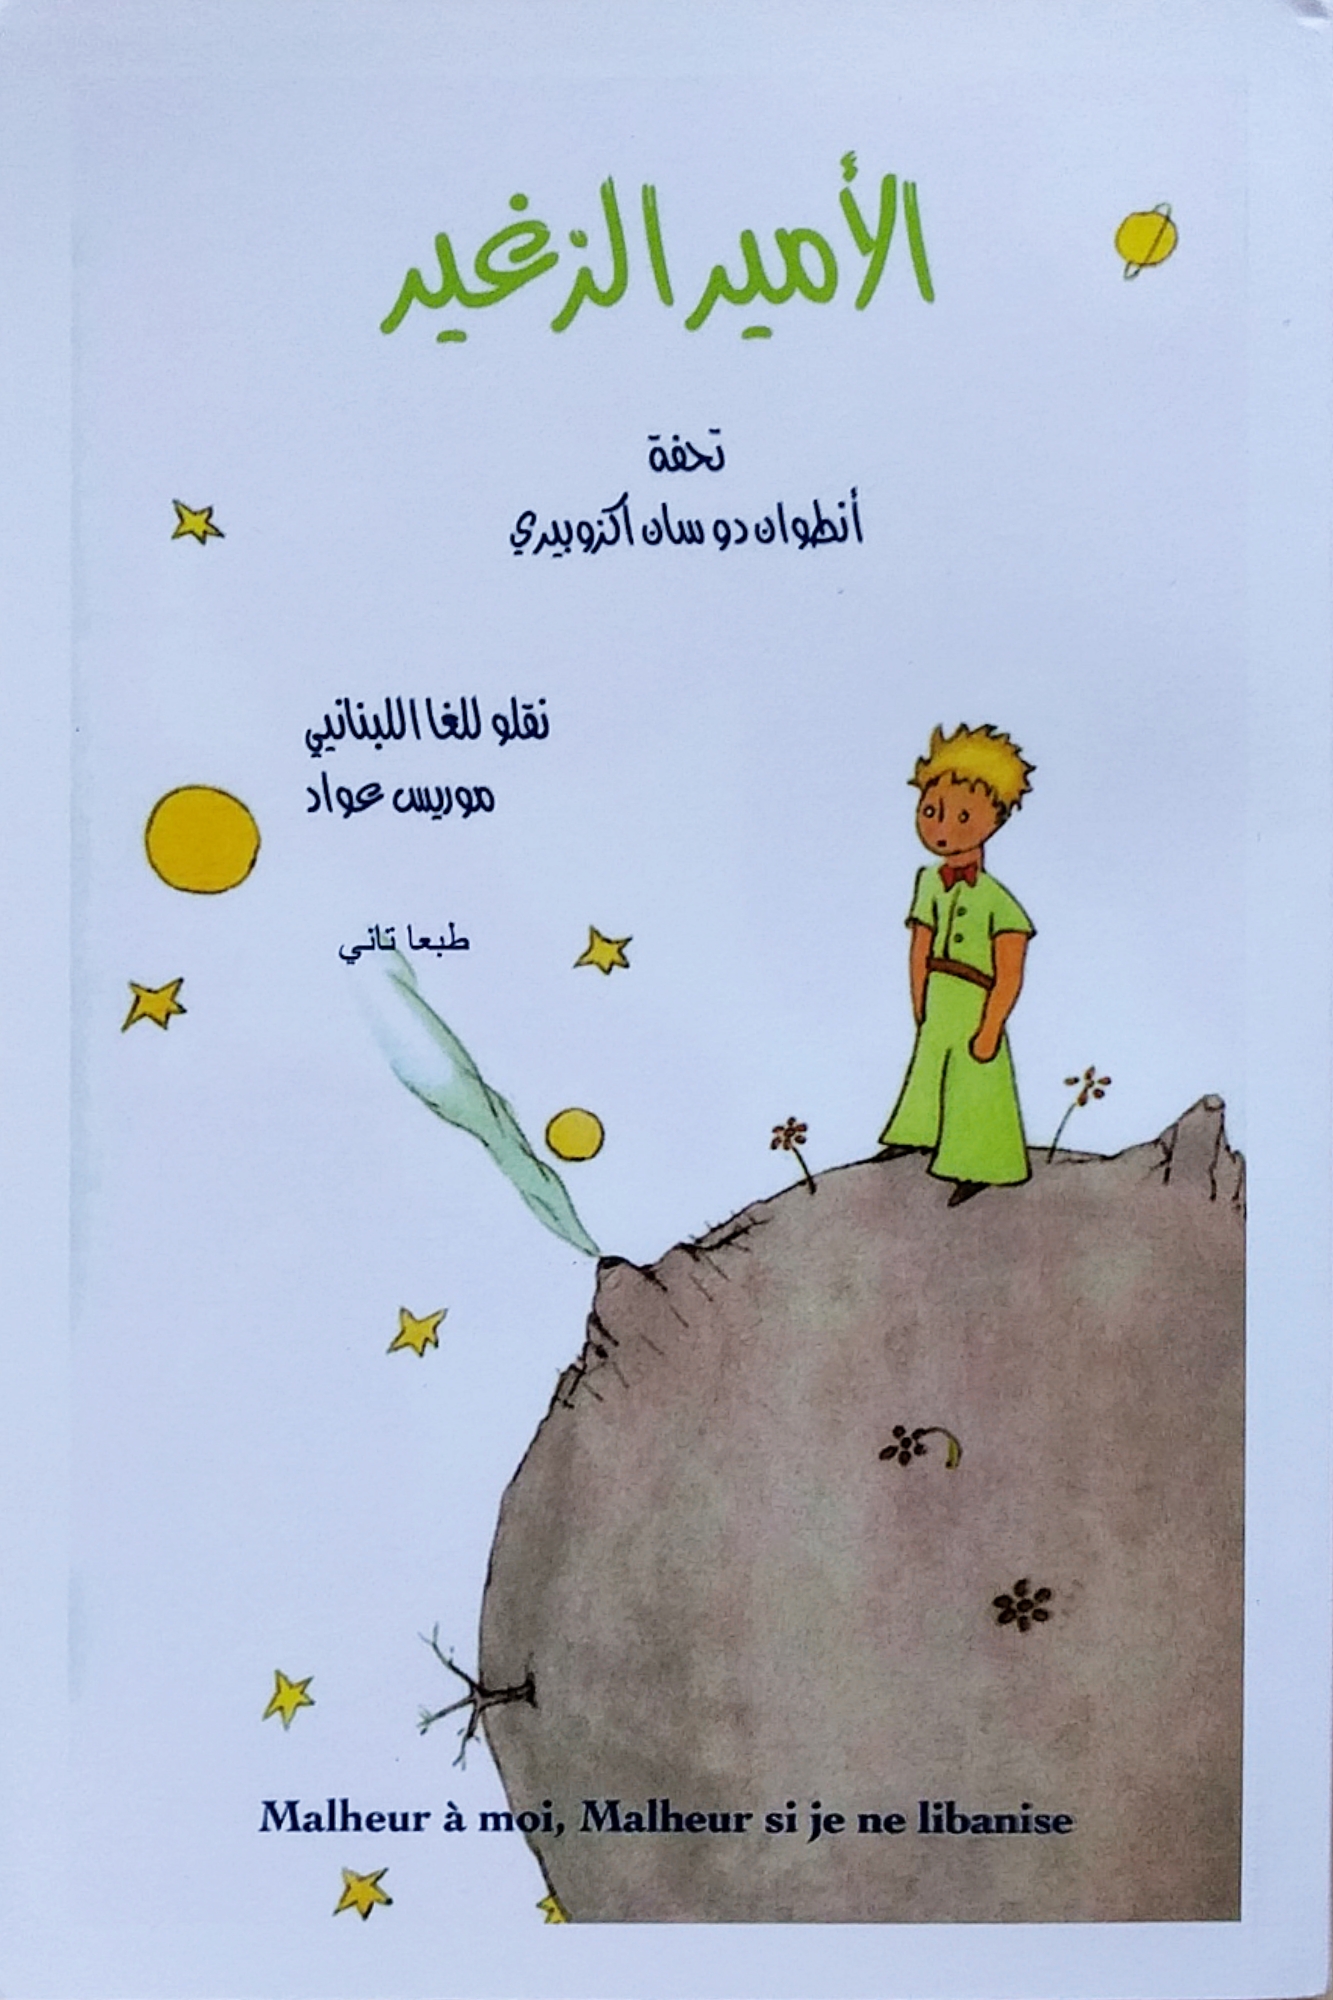 الأمير الزغير
تحفة
أنطوان دو سان اكزوبيري
نقلو للغا اللبنانيي
موريس عواد
طبعا تاني
Malheur à moi, Malheur si je ne libanise